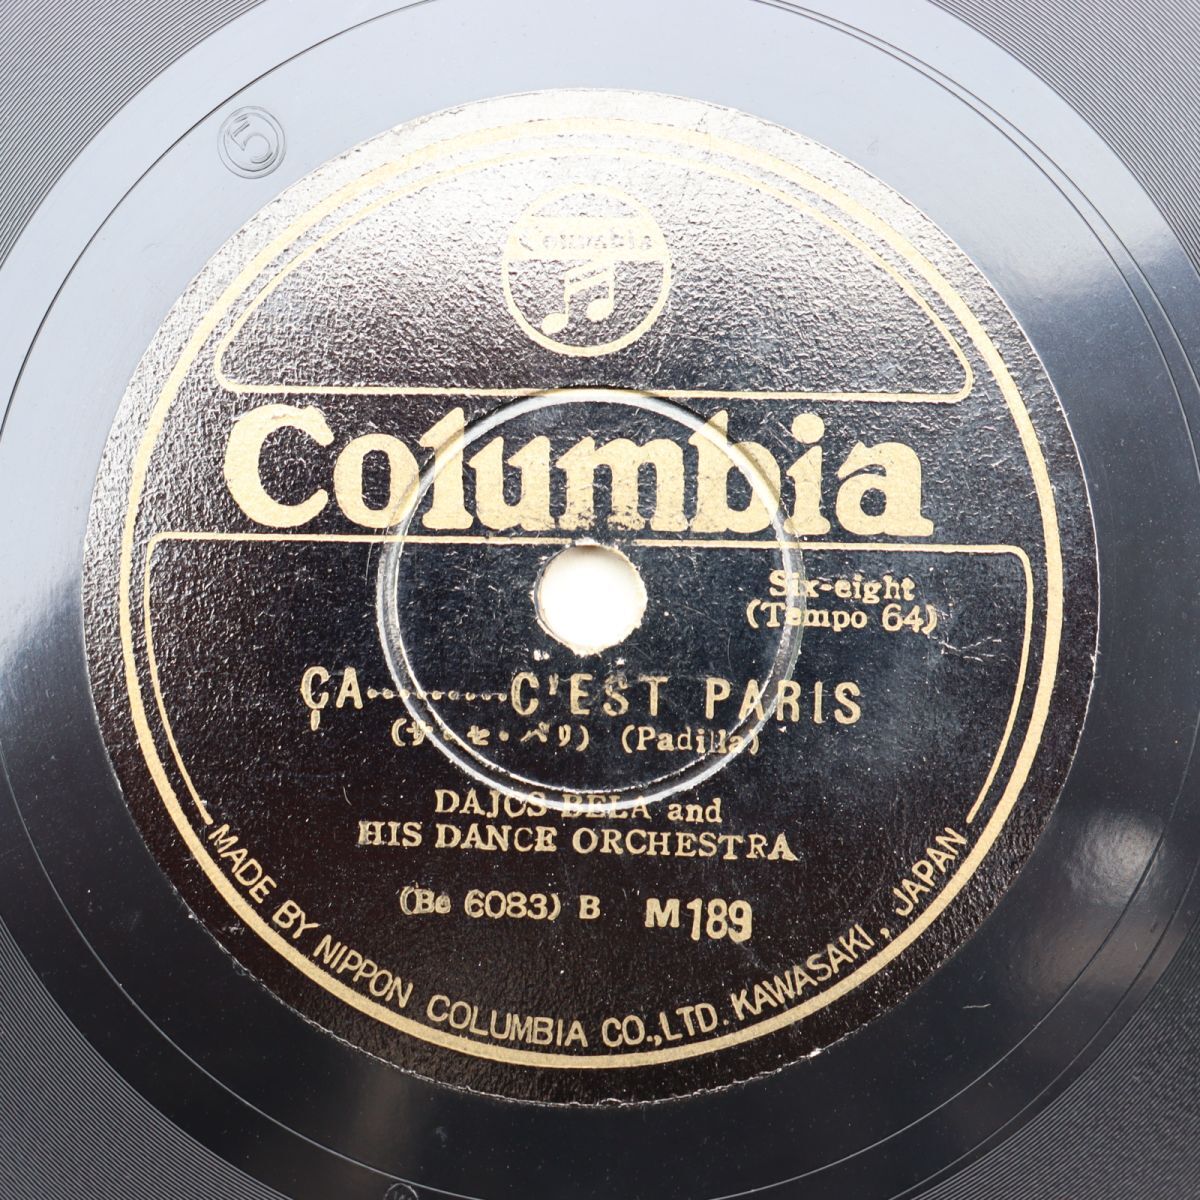 5
Columbia
Columbia
Six-eight
(Tempo 64)
ÇA..........C'EST PARIS
(サ・セ・パリ) (Padilla)
DAJOS BELA and
HIS DANCE ORCHESTRA
(Be 6083) B M189
MADE BY NIPPON COLUMBIA CO., LTD. KAWASAKI, JAPAN